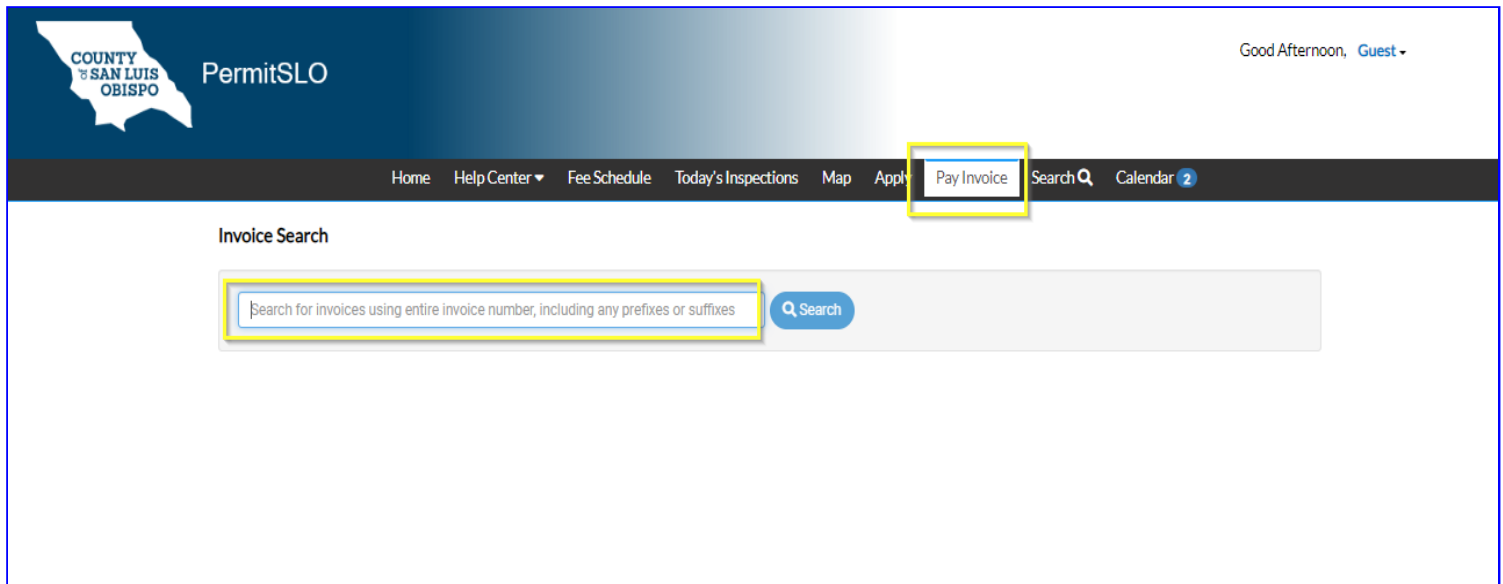 COUNTY
OF SAN LUIS
OBISPO
PermitSLO
Good Afternoon, Guest
Home Help Center Fee Schedule Today's Inspections Map Apply Pay Invoice Search Calendar 2
Invoice Search
Search for invoices using entire invoice number, including any prefixes or suffixes Search